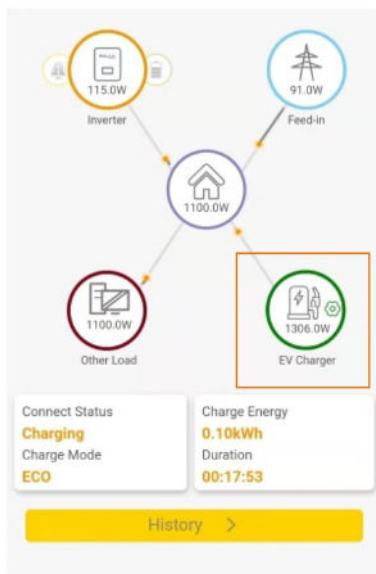 115.0W
91.0W
Inverter
Feed-in
1100.0W
1100.0W
1306.0W
Other Load
EV Charger
Connect Status
Charging
Charge Mode
ECO
Charge Energy
0.10kWh
Duration
00:17:53
History >